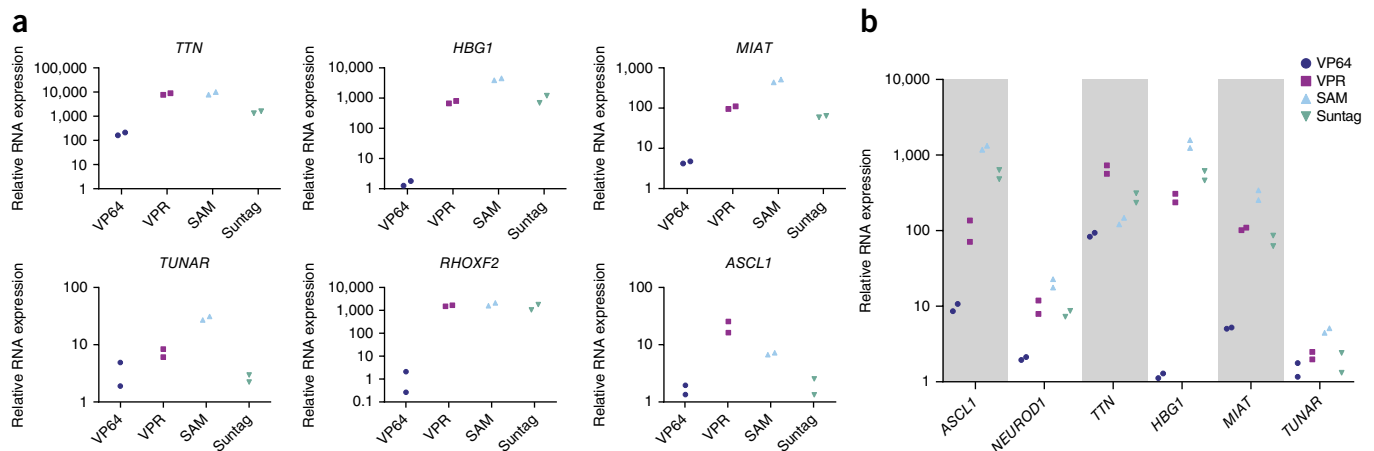 a
TTN
Relative RNA expression
100,000
10,000
1,000
100
10
1
VP64
VPR
SAM
Suntag
HBG1
Relative RNA expression
10,000
1,000
100
10
1
VP64
VPR
SAM
Suntag
MIAT
Relative RNA expression
1,000
100
10
1
VP64
VPR
SAM
Suntag
TUNAR
Relative RNA expression
100
10
1
VP64
VPR
SAM
Suntag
RHOXF2
Relative RNA expression
10,000
1,000
100
10
1
0.1
VP64
VPR
SAM
Suntag
ASCL1
Relative RNA expression
100
10
1
VP64
VPR
SAM
Suntag
b
VP64
VPR
SAM
Suntag
Relative RNA expression
10,000
1,000
100
10
1
ASCL1
NEUROD1
TTN
HBG1
MIAT
TUNAR